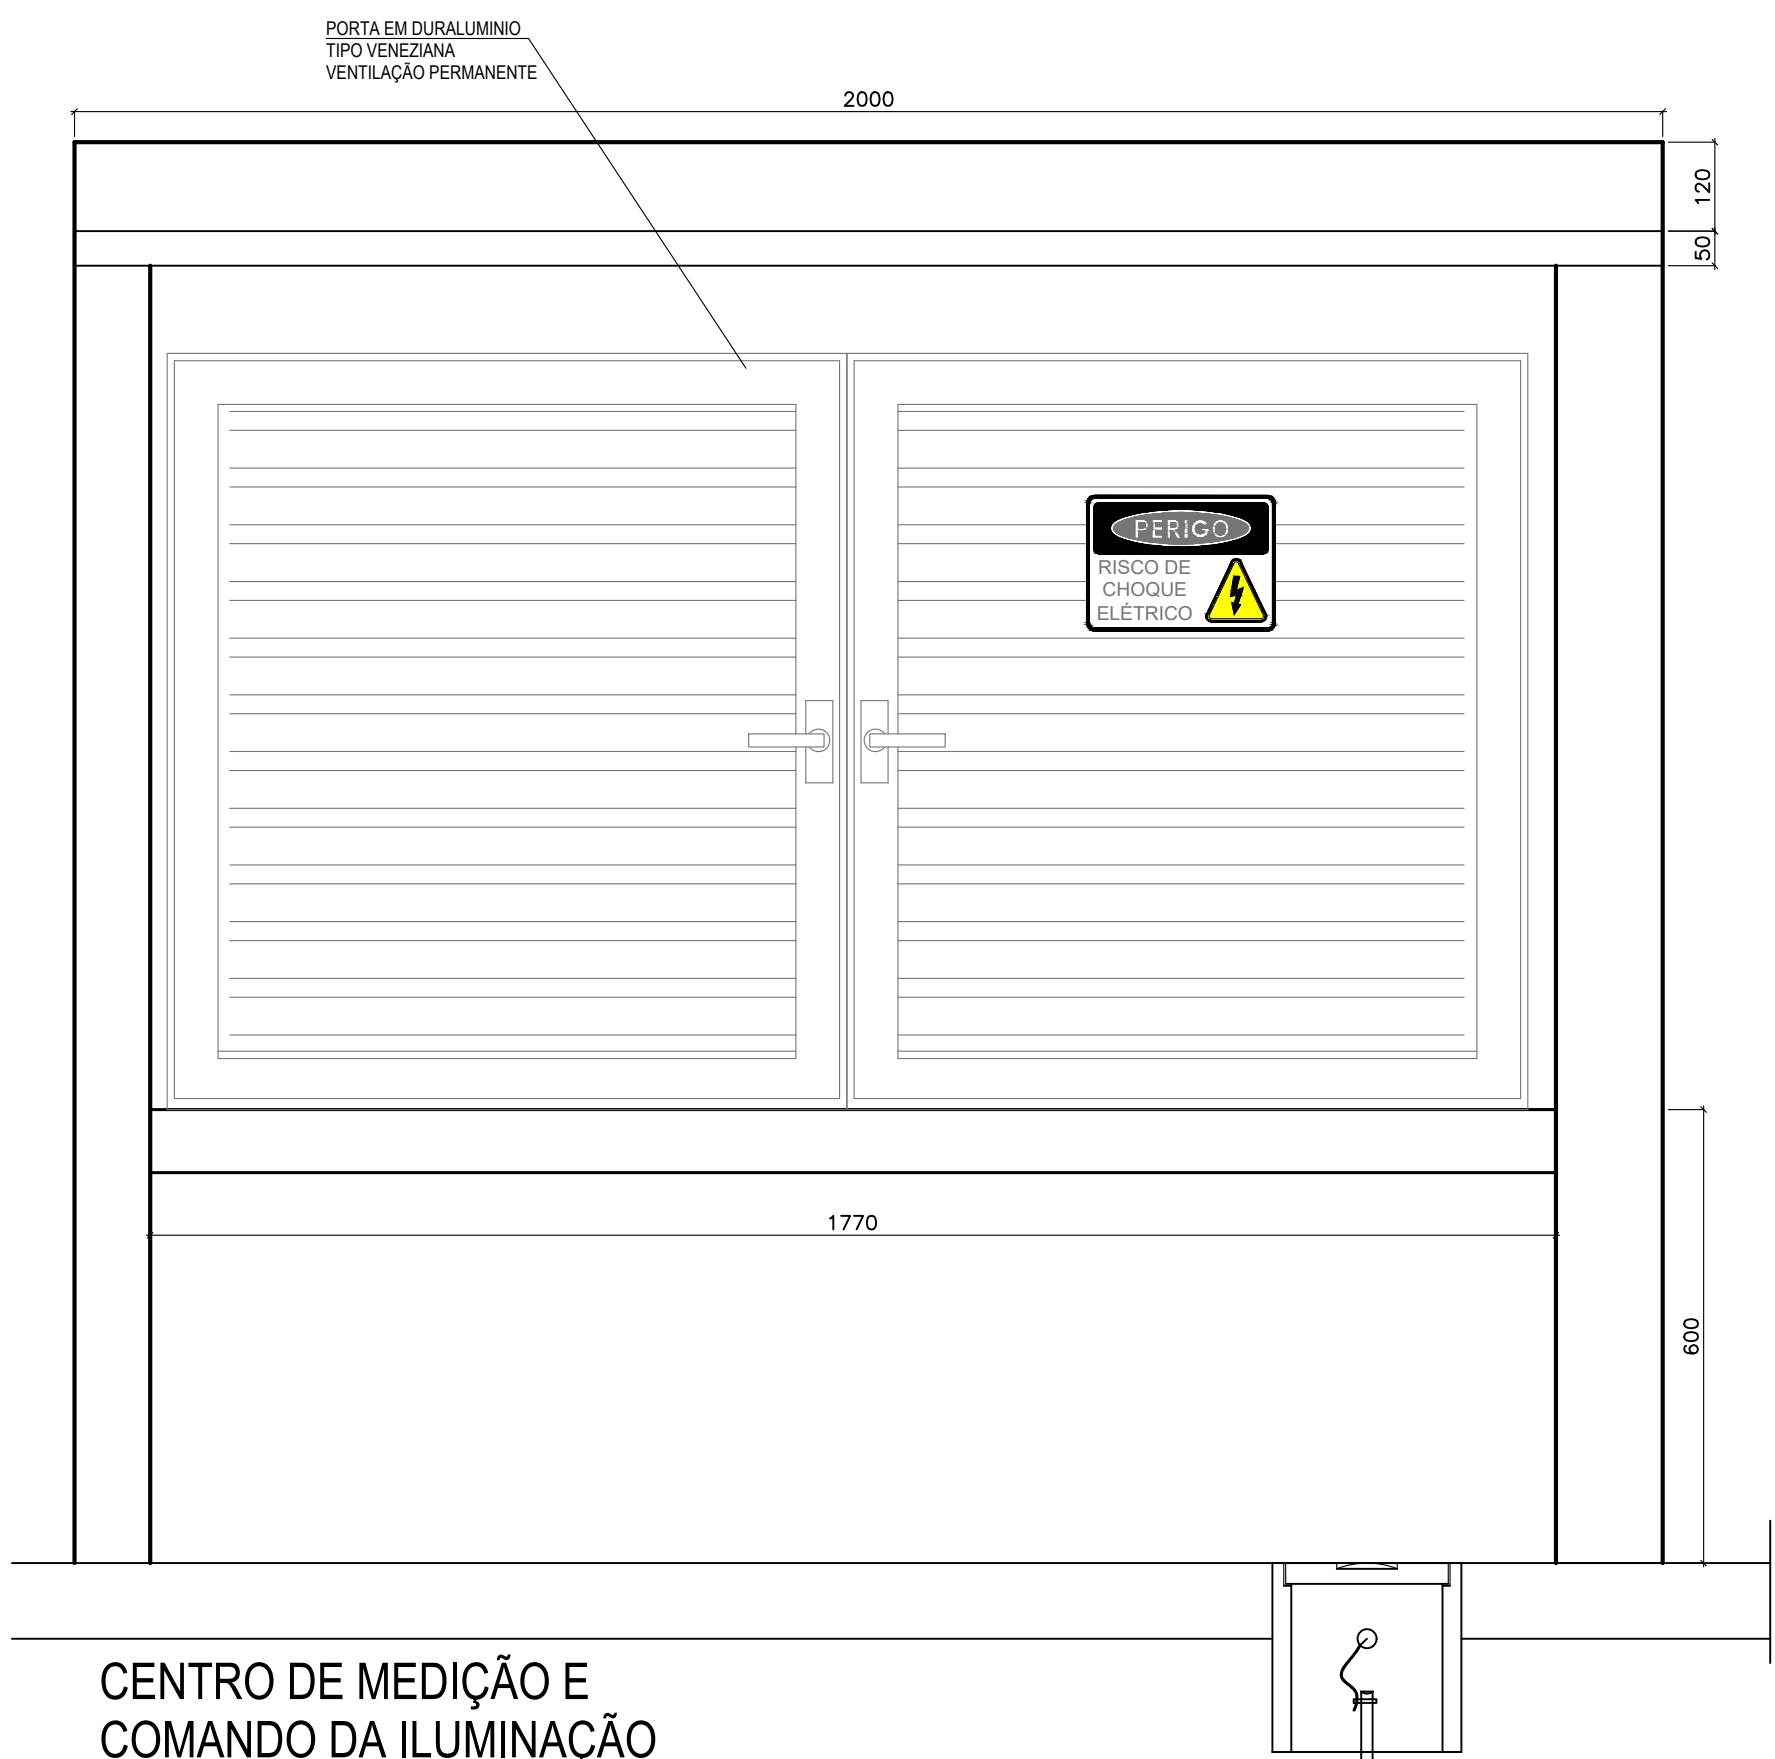 PORTA EM DURALUMINIO
TIPO VENEZIANA
VENTILAÇÃO PERMANENTE
2000
120
50
PERIGO
RISCO DE
CHOQUE
ELÉTRICO
1770
600
CENTRO DE MEDIÇÃO E
COMANDO DA ILUMINAÇÃO